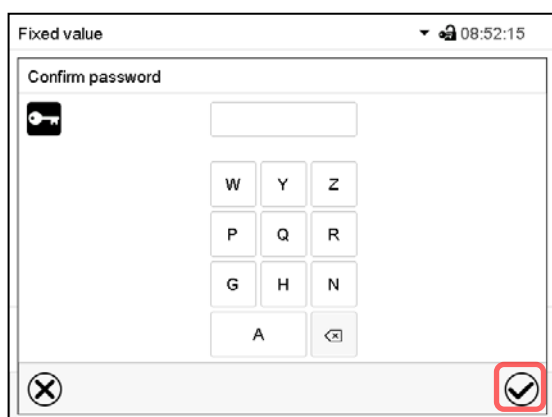 Fixed value 08:52:15
Confirm password
W Y Z
P Q R
G H N
A